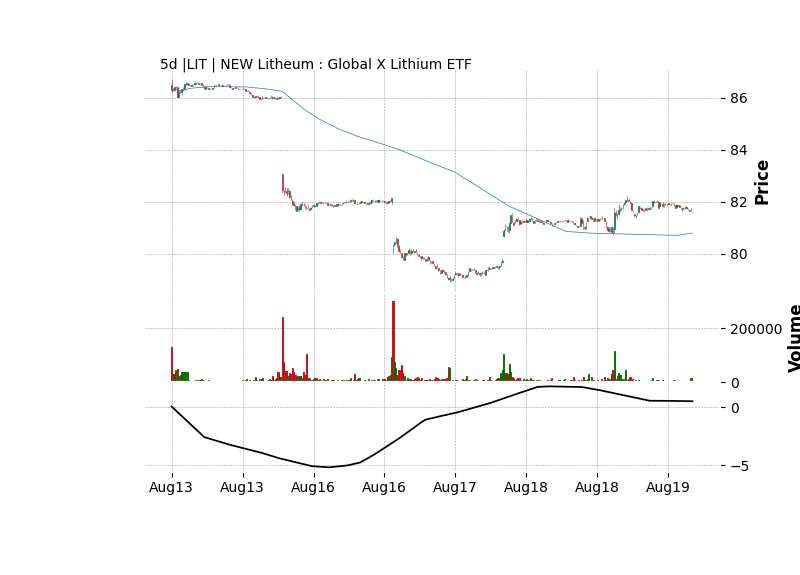 5d |LIT | NEW Litheum : Global X Lithium ETF
86
84
82
80
Price
200000
0
Volume
0
−5
Aug13 Aug13 Aug16 Aug16 Aug17 Aug18 Aug18 Aug19